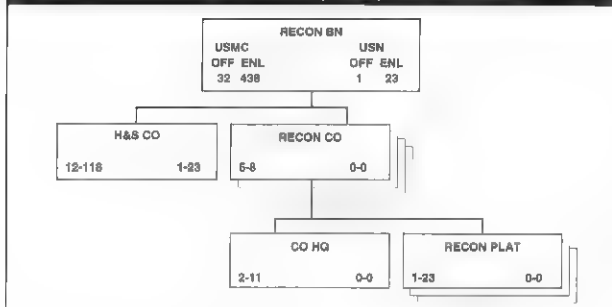 RECON BN
USMC USN
OFF ENL OFF ENL
32 438 1 23
H&S CO
12-116 1-23
RECON CO
5-8 0-0
CO HQ
2-11 0-0
RECON PLAT
1-23 0-0